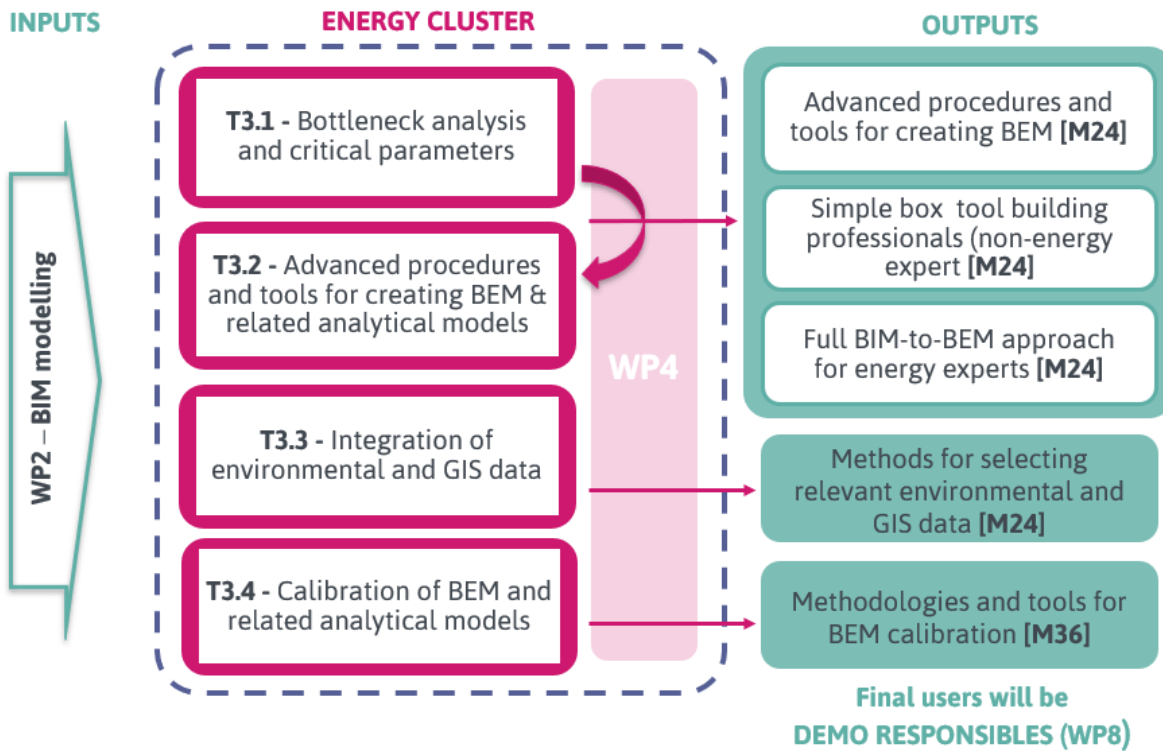 INPUTS
WP2 – BIM modelling
ENERGY CLUSTER
T3.1 - Bottleneck analysis
and critical parameters
T3.2 - Advanced procedures
and tools for creating BEM &
related analytical models
T3.3 - Integration of
environmental and GIS data
T3.4 - Calibration of BEM and
related analytical models
WP4
OUTPUTS
Advanced procedures and
tools for creating BEM [M24]
Simple box  tool building
professionals (non-energy
expert [M24]
Full BIM-to-BEM approach
for energy experts [M24]
Methods for selecting
relevant environmental and
GIS data [M24]
Methodologies and tools for
BEM calibration [M36]
Final users will be
DEMO RESPONSIBLES (WP8)